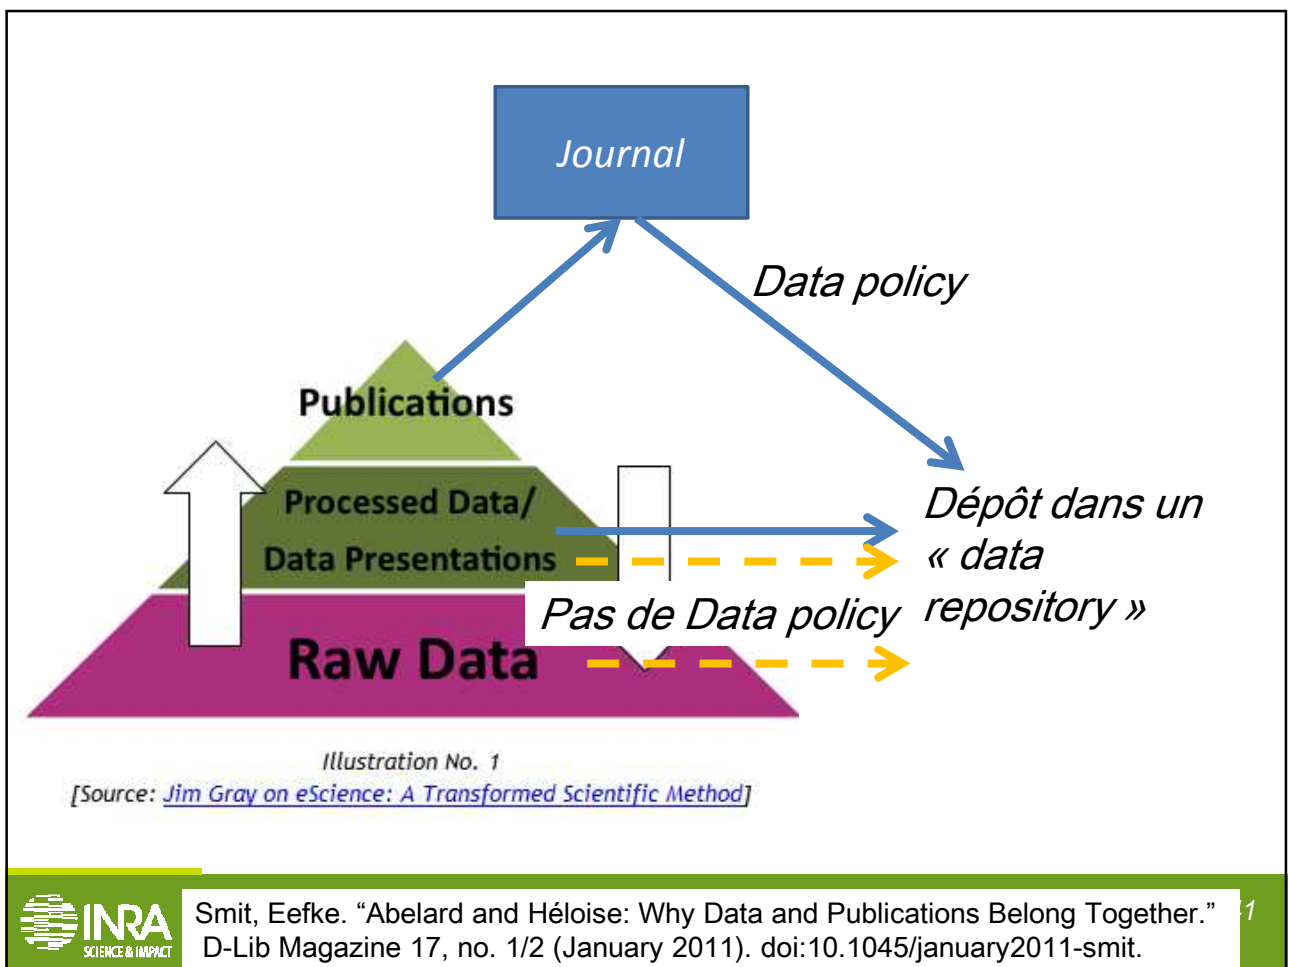 Journal
Data policy
Publications
Processed Data/
Data Presentations
Raw Data
Dépôt dans un
« data
repository »
Pas de Data policy
Illustration No. 1
[Source: Jim Gray on eScience: A Transformed Scientific Method]
INRA
SCIENCE & IMPACT
Smit, Eefke. “Abelard and Héloise: Why Data and Publications Belong Together.”
D-Lib Magazine 17, no. 1/2 (January 2011). doi:10.1045/january2011-smit.